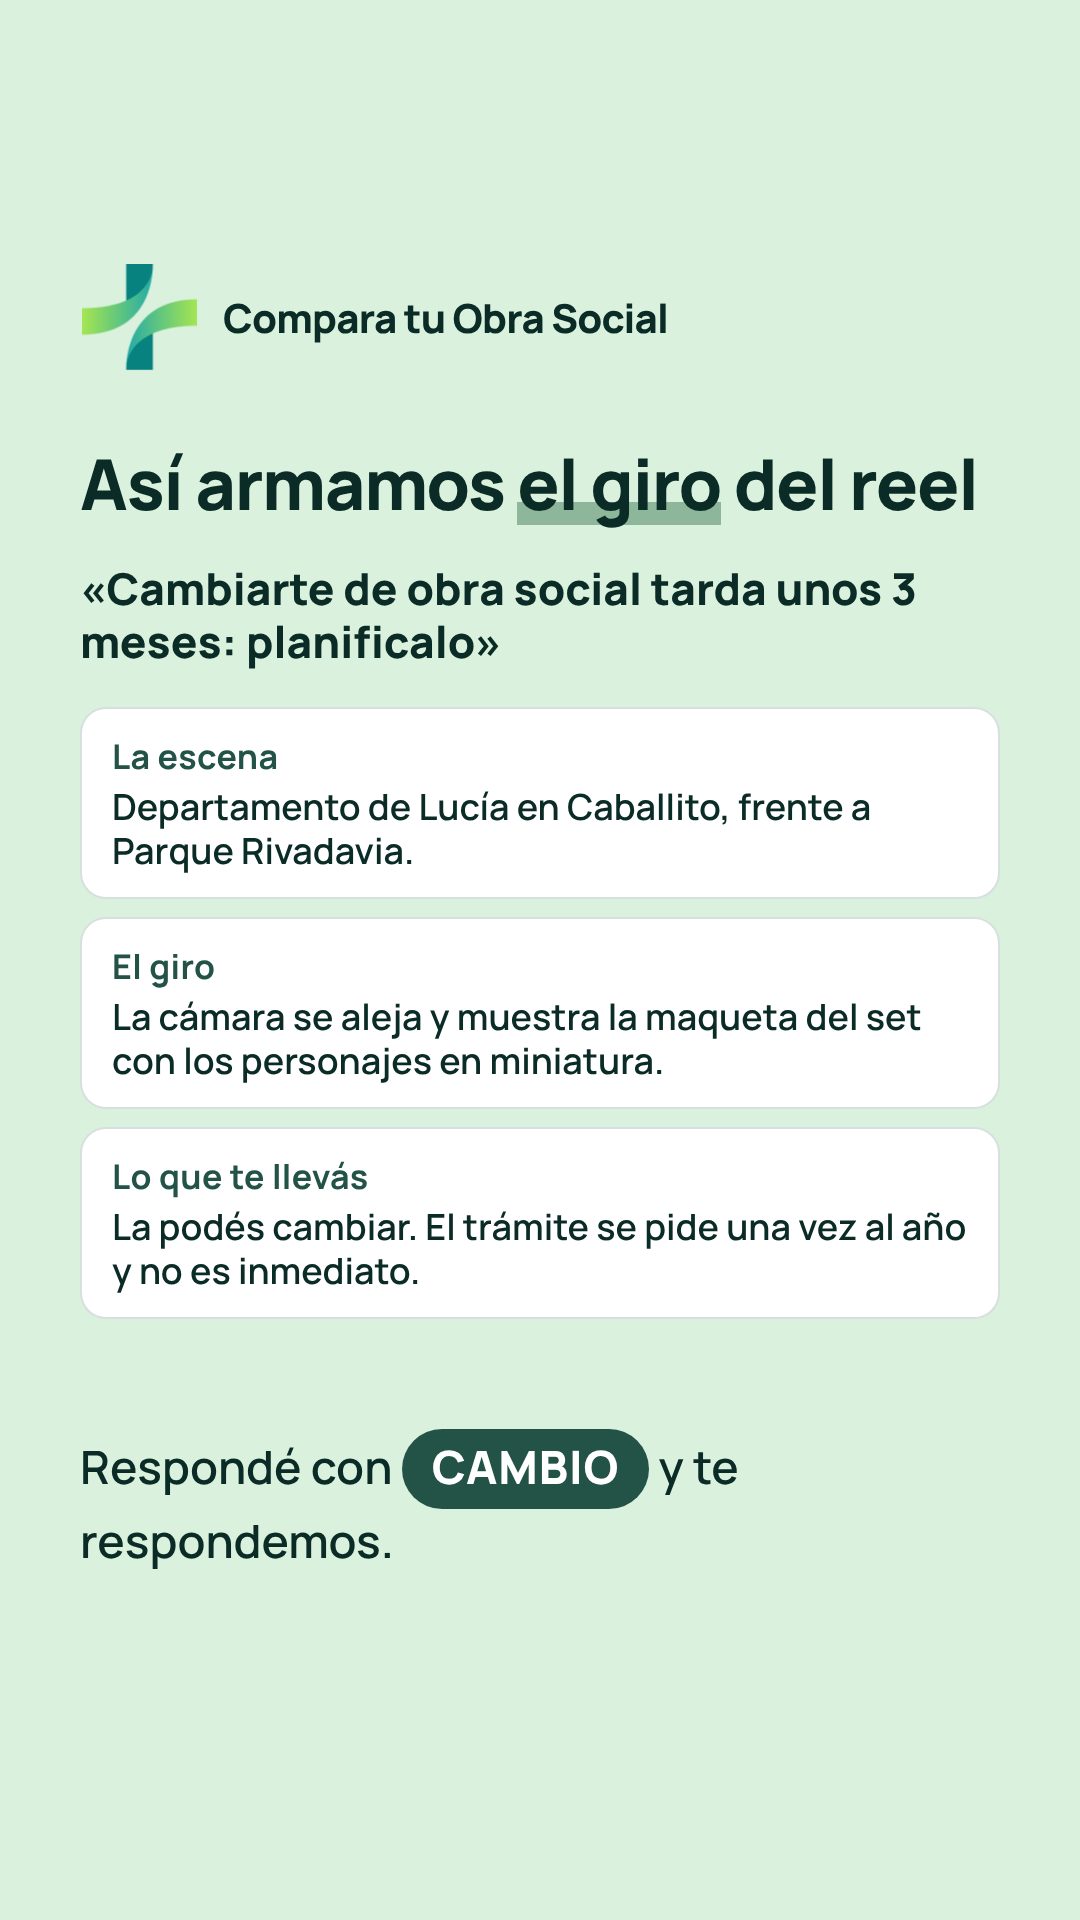 Compara tu Obra Social
Así armamos el giro del reel
«Cambiarte de obra social tarda unos 3
meses: planificalo»
La escena
Departamento de Lucía en Caballito, frente a
Parque Rivadavia.
El giro
La cámara se aleja y muestra la maqueta del set
con los personajes en miniatura.
Lo que te llevás
La podés cambiar. El trámite se pide una vez al año
y no es inmediato.
Respondé con CAMBIO y te
respondemos.